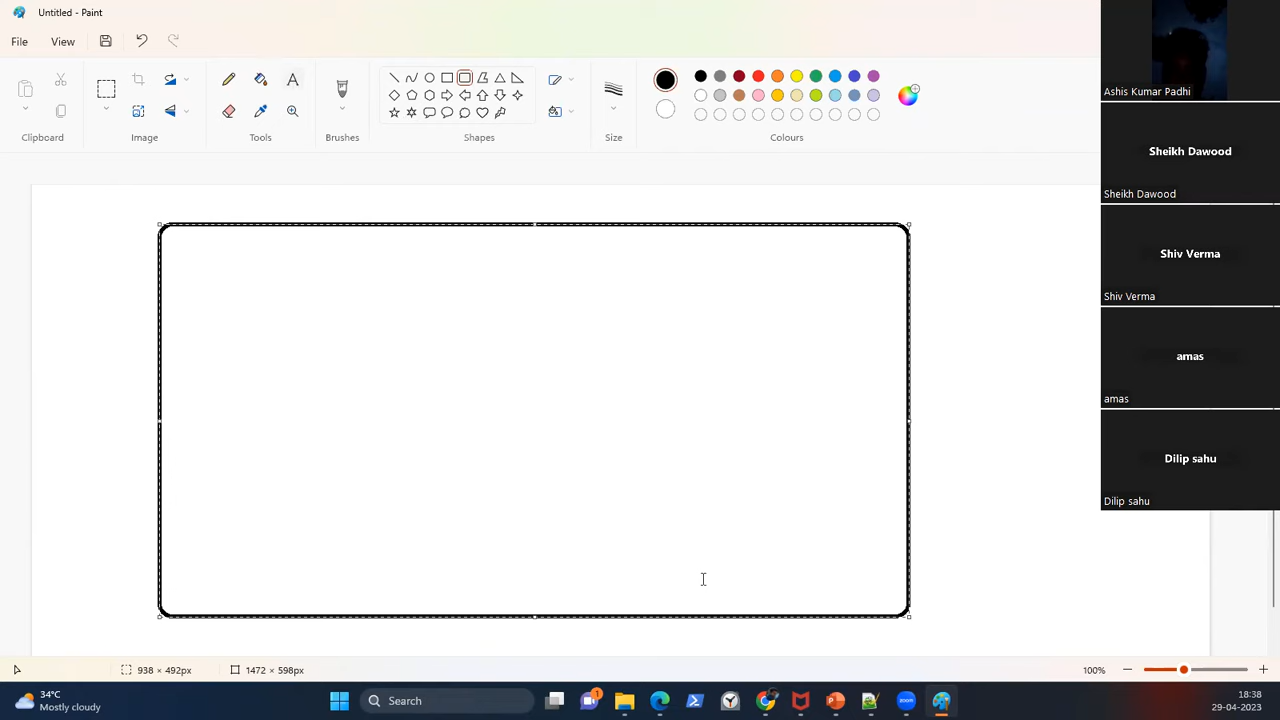 Untitled - Paint
File
View
A
Clipboard
Image
Tools
Brushes
Shapes
Size
Colours
Ashis Kumar Padhi
Sheikh Dawood
Sheikh Dawood
Shiv Verma
Shiv Verma
amas
amas
Dilip sahu
Dilip sahu
938 × 492px
1472 × 598px
100%
34°C
Mostly cloudy
Search
1
zoom
18:38
29-04-2023